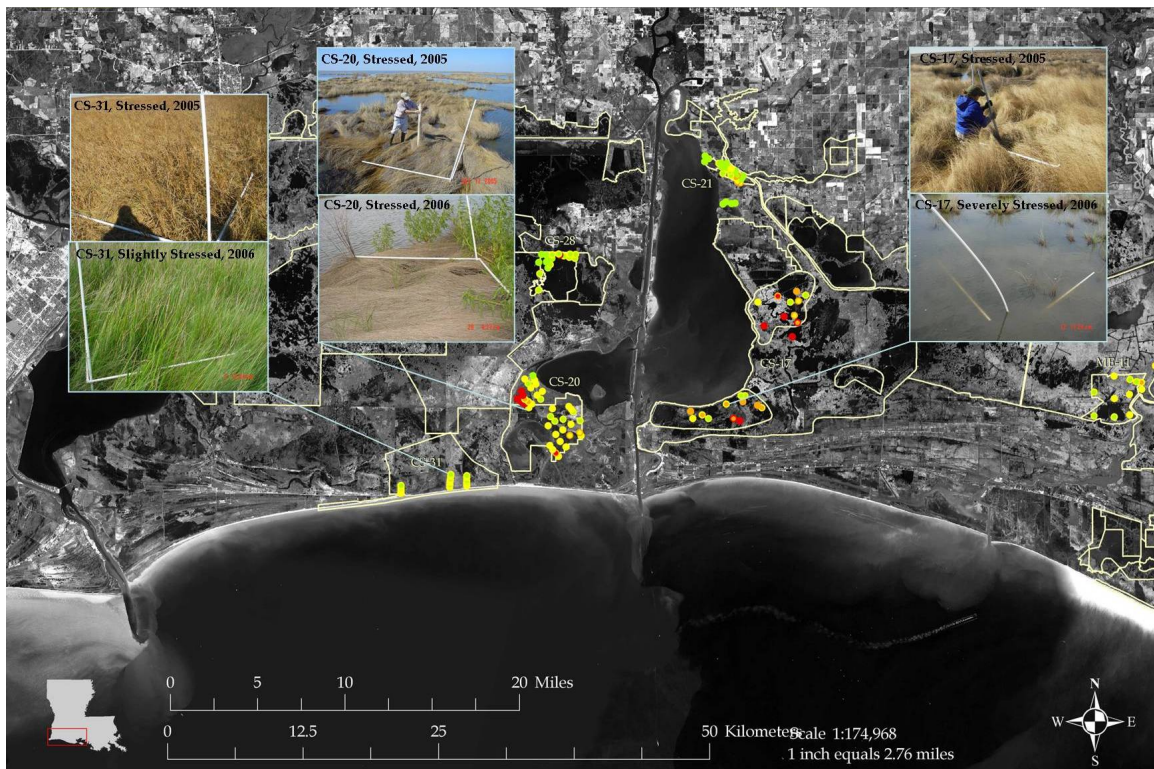 CS-20, Stressed, 2005
CS-17, Stressed, 2005
CS-31, Stressed, 2005
CS-21
CS-20, Stressed, 2006
CS-17, Severely Stressed, 2006
CS-28
CS-31, Slightly Stressed, 2006
CS-17
CS-20
CS-31
0 5 10 20 Miles
0 12.5 25 50 Kilometers
Scale 1:174,968
1 inch equals 2.76 miles
N
W E
S